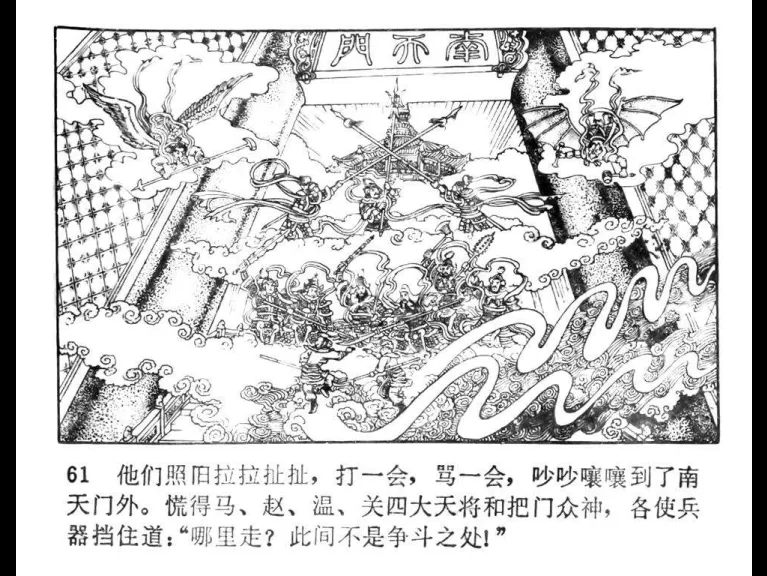 南天門
61 他们照旧拉拉扯扯，打一会，骂一会，吵吵嚷嚷到了南
天门外。慌得马、赵、温、关四大天将和把门众神，各使兵
器挡住道：“哪里走？此间不是争斗之处！”